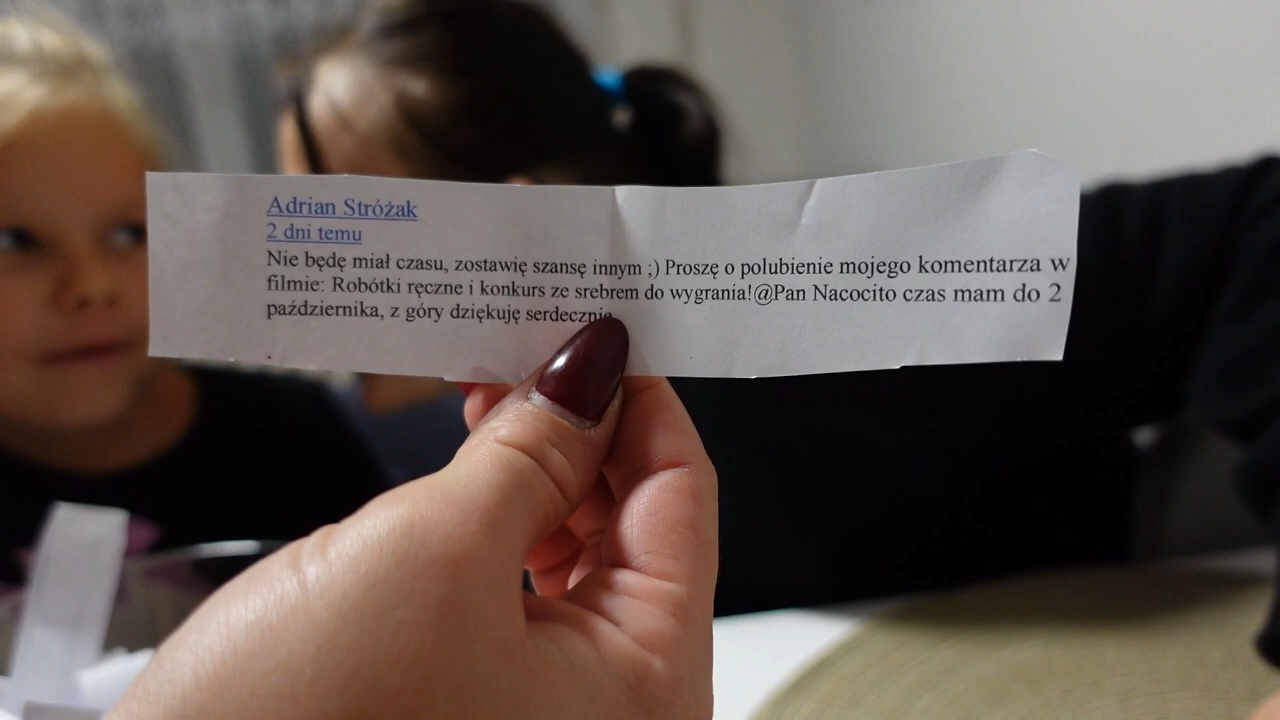 Adrian Stróżak
2 dni temu
Nie będę miał czasu, zostawię szansę innym ;) Proszę o polubienie mojego komentarza w
filmie: Robótki ręczne i konkurs ze srebrem do wygrania!@Pan Nacocito czas mam do 2
października, z góry dziękuję serdecznie